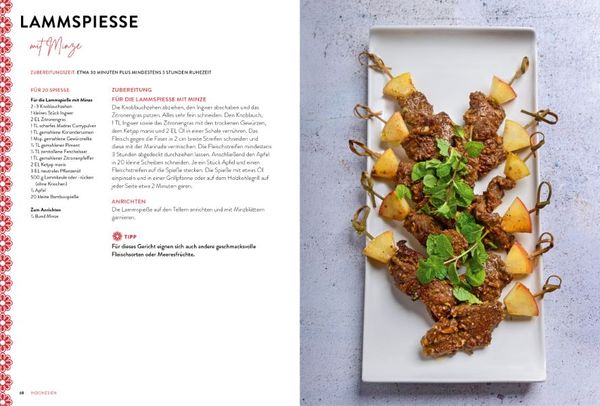 LAMMSPIESSE
mit Minze
ZUBEREITUNGSZEIT: ETWA 30 MINUTEN PLUS MINDESTENS 3 STUNDEN RUHEZEIT
FÜR 20 SPIESSE
Für die Lammspieße mit Minze
2–3 Knoblauchzehen
1 kleines Stück Ingwer
2 EL Zitronengras
1 TL scharfes Madras Currypulver
1 TL gemahlene Koriandersamen
1 Msp. gemahlene Gewürznelke
½ TL gemahlener Piment
½ TL zerstoßene Fenchelsaat
1 TL gemahlener Zitronenpfeffer
2 EL Ketjap manis
3 EL neutrales Pflanzenöl
500 g Lammlende oder -rücken
(ohne Knochen)
½ Apfel
20 kleine Bambusspieße
Zum Anrichten
½ Bund Minze
ZUBEREITUNG
FÜR DIE LAMMSPIESSE MIT MINZE
Die Knoblauchzehen abziehen, den Ingwer abschaben und das
Zitronengras putzen. Alles sehr fein schneiden. Den Knoblauch,
1 TL Ingwer sowie das Zitronengras mit den trockenen Gewürzen,
dem Ketjap manis und 2 EL Öl in einer Schale verrühren. Das
Fleisch gegen die Faser in 2 cm breite Streifen schneiden und
diese mit der Marinade vermischen. Die Fleischstreifen mindestens
3 Stunden abgedeckt durchziehen lassen. Anschließend den Apfel
in 20 kleine Scheiben schneiden. Je ein Stück Apfel und einen
Fleischstreifen auf die Spieße stecken. Die Spieße mit etwas Öl
einpinseln und in einer Grillpfanne oder auf dem Holzkohlegrill auf
jeder Seite etwa 2 Minuten garen.
ANRICHTEN
Die Lammspieße auf den Tellern anrichten und mit Minzblättern
garnieren.
TIPP
Für dieses Gericht eignen sich auch andere geschmacksvolle
Fleischsorten oder Meeresfrüchte.
68 INDONESIEN